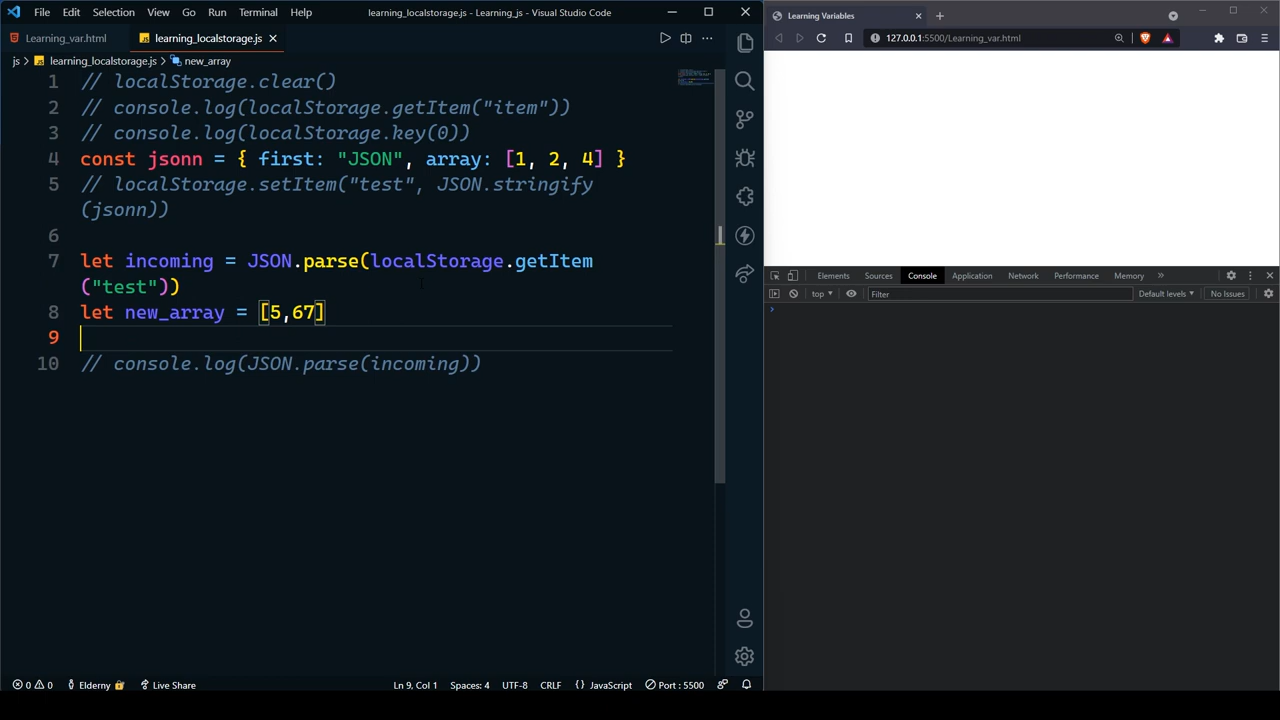 File Edit Selection View Go Run Terminal Help learning_localstorage.js - Learning_js - Visual Studio Code
Learning_var.html learning_localstorage.js
js > learning_localstorage.js > new_array
1 // localStorage.clear()
2 // console.log(localStorage.getItem("item"))
3 // console.log(localStorage.key(0))
4 const jsonn = { first: "JSON", array: [1, 2, 4] }
5 // localStorage.setItem("test", JSON.stringify
(jsonn))
6
7 let incoming = JSON.parse(localStorage.getItem
("test"))
8 let new_array = [5,67]
9
10 // console.log(JSON.parse(incoming))
0 0 Elderny Live Share Ln 9, Col 1 Spaces: 4 UTF-8 CRLF {} JavaScript Port : 5500
Learning Variables
127.0.0.1:5500/Learning_var.html
Elements Sources Console Application Network Performance Memory »
top Filter Default levels No Issues